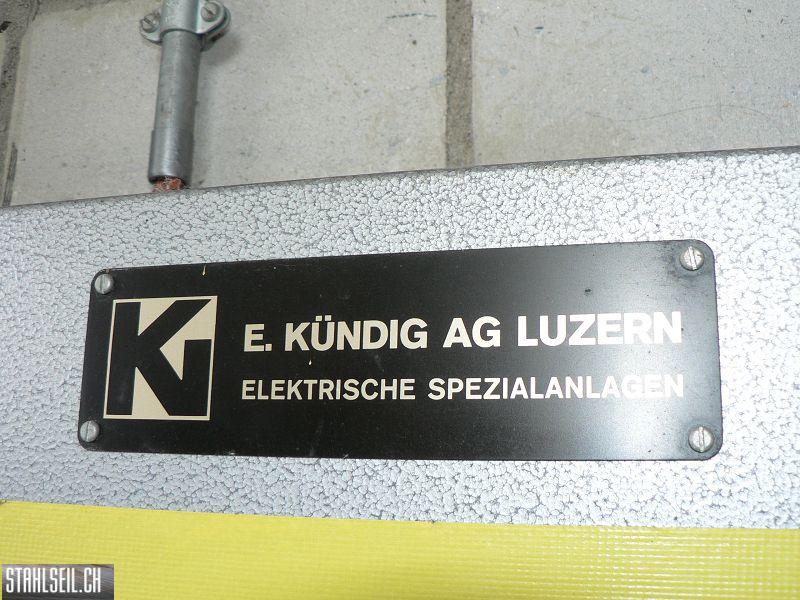 E. KÜNDIG AG LUZERN
ELEKTRISCHE SPEZIALANLAGEN
STAHLSEIL.CH